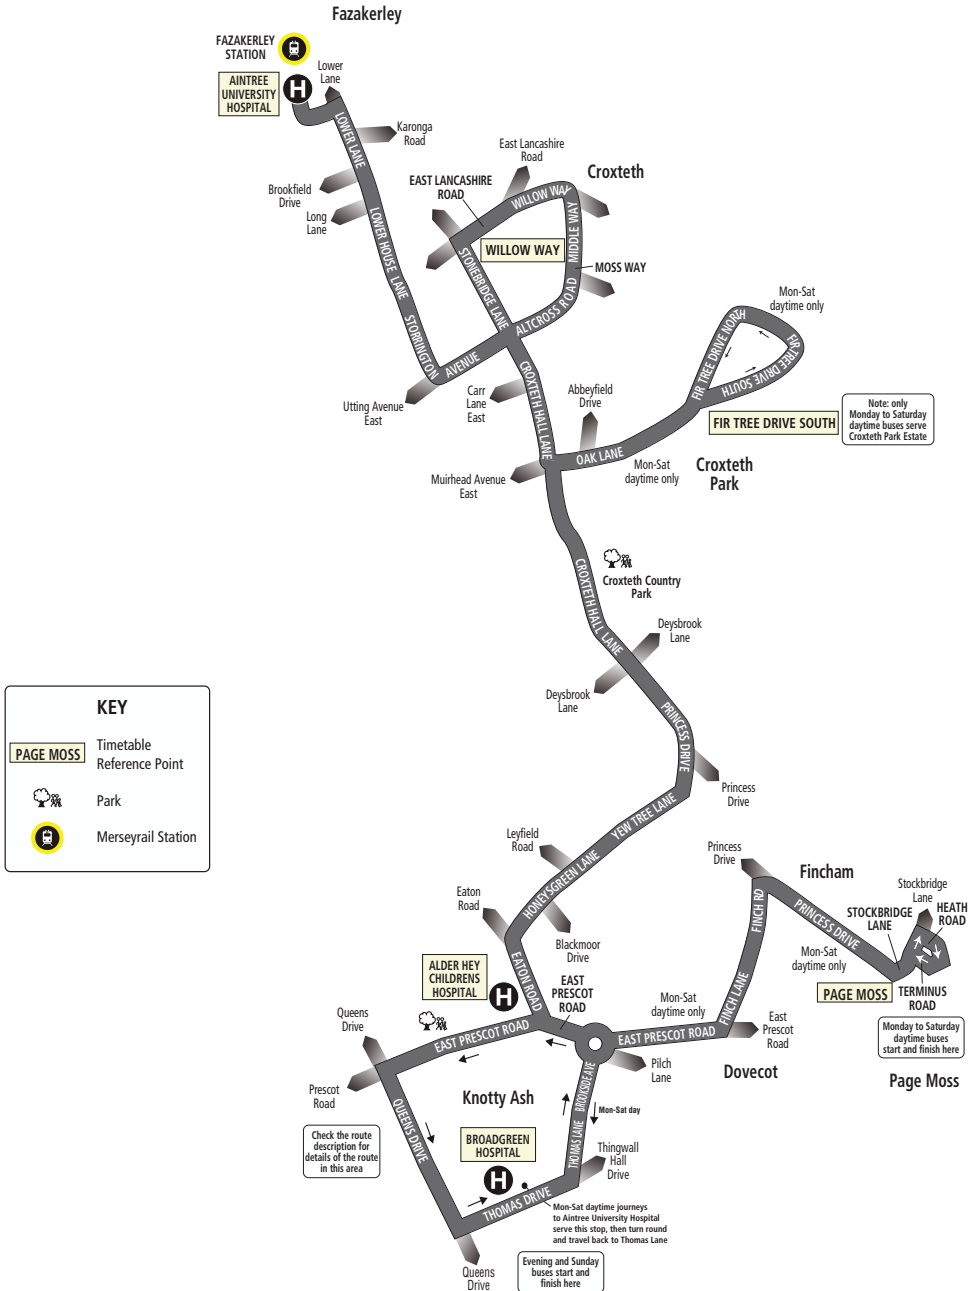 Fazakerley
FAZAKERLEY
STATION
Lower
Lane
AINTREE
UNIVERSITY
HOSPITAL
H
LOWER LANE
Karonga
Road
Brookfield
Drive
Long
Lane
LOWER HOUSE LANE
STORRINGTON
AVENUE
Utting Avenue
East
East Lancashire
Road
Croxteth
EAST LANCASHIRE
ROAD
WILLOW WAY
WILLOW WAY
MIDDLE WAY
MOSS WAY
STONEBRIDGE LANE
ALTCROSS ROAD
Mon-Sat
daytime only
FIR TREE DRIVE NORTH
FIR TREE DRIVE SOUTH
FIR TREE DRIVE SOUTH
Note: only
Monday to Saturday
daytime buses serve
Croxteth Park Estate
Carr
Lane
East
CROXTETH HALL LANE
Abbeyfield
Drive
OAK LANE
Mon-Sat
daytime only
Croxteth
Park
Muirhead Avenue
East
Croxteth Country
Park
CROXTETH HALL LANE
Deysbrook
Lane
Deysbrook
Lane
PRINCESS DRIVE
Princess
Drive
KEY
PAGE MOSS
Timetable
Reference Point
Park
Merseyrail Station
YEW TREE LANE
Leyfield
Road
HONEYSGREEN LANE
Eaton
Road
Blackmoor
Drive
EATON ROAD
ALDER HEY
CHILDRENS
HOSPITAL
H
EAST
PRESCOT
ROAD
Princess
Drive
Fincham
PRINCESS DRIVE
FINCH RD
FINCH LANE
Stockbridge
Lane
STOCKBRIDGE
LANE
HEATH
ROAD
Mon-Sat
daytime only
PAGE MOSS
TERMINUS
ROAD
Monday to Saturday
daytime buses
start and finish here
Page Moss
Mon-Sat
daytime only
EAST PRESCOT ROAD
East
Prescot
Road
Pilch
Lane
Dovecot
Queens
Drive
EAST PRESCOT ROAD
Prescot
Road
Knotty Ash
QUEENS DRIVE
Check the route
description for
details of the route
in this area
BROADGREEN
HOSPITAL
H
BROOKSIDE AVE
THOMAS LANE
Mon-Sat day
Thingwall
Hall
Drive
THOMAS DRIVE
Mon-Sat daytime journeys
to Aintree University Hospital
serve this stop, then turn round
and travel back to Thomas Lane
Evening and Sunday
buses start and
finish here
Queens
Drive